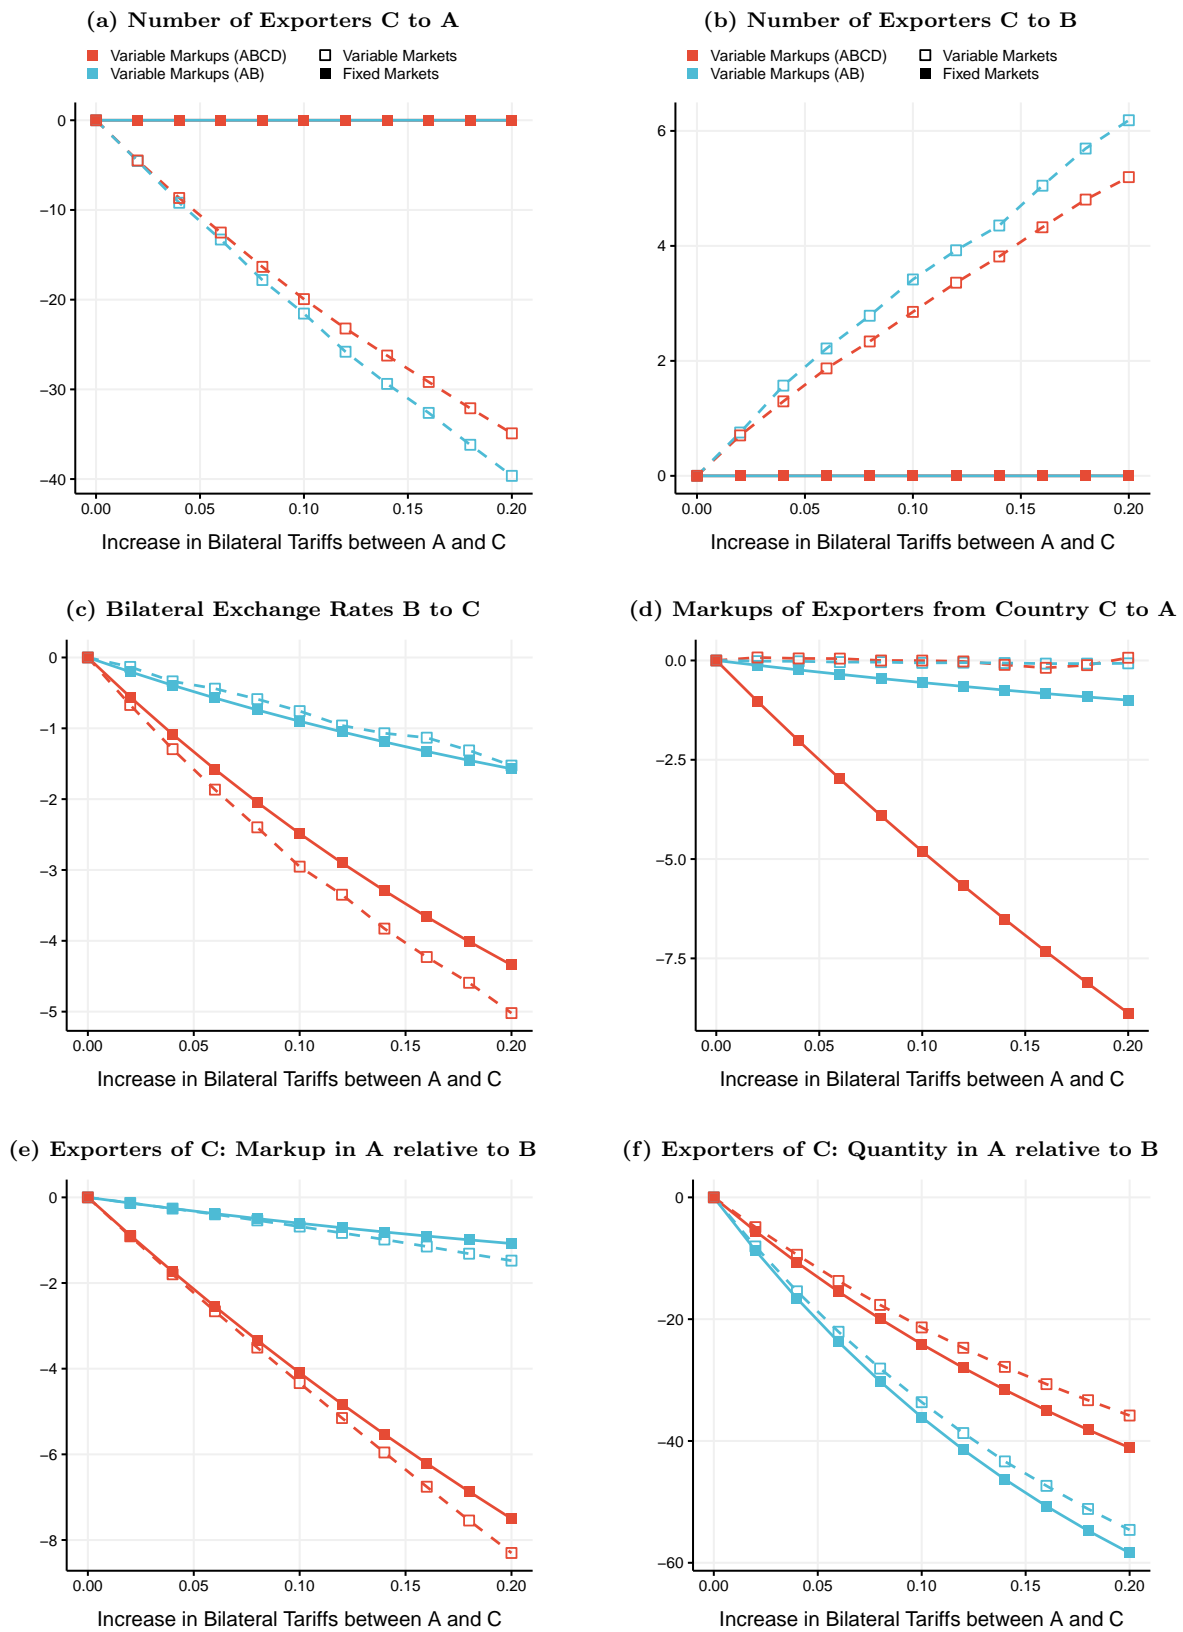 (a) Number of Exporters C to A
Variable Markups (ABCD)
Variable Markets
Variable Markups (AB)
Fixed Markets
0
−10
−20
−30
−40
0.00 0.05 0.10 0.15 0.20
Increase in Bilateral Tariffs between A and C
(b) Number of Exporters C to B
Variable Markups (ABCD)
Variable Markets
Variable Markups (AB)
Fixed Markets
6
4
2
0
0.00 0.05 0.10 0.15 0.20
Increase in Bilateral Tariffs between A and C
(c) Bilateral Exchange Rates B to C
0
−1
−2
−3
−4
−5
0.00 0.05 0.10 0.15 0.20
Increase in Bilateral Tariffs between A and C
(d) Markups of Exporters from Country C to A
0.0
−2.5
−5.0
−7.5
0.00 0.05 0.10 0.15 0.20
Increase in Bilateral Tariffs between A and C
(e) Exporters of C: Markup in A relative to B
0
−2
−4
−6
−8
0.00 0.05 0.10 0.15 0.20
Increase in Bilateral Tariffs between A and C
(f) Exporters of C: Quantity in A relative to B
0
−20
−40
−60
0.00 0.05 0.10 0.15 0.20
Increase in Bilateral Tariffs between A and C